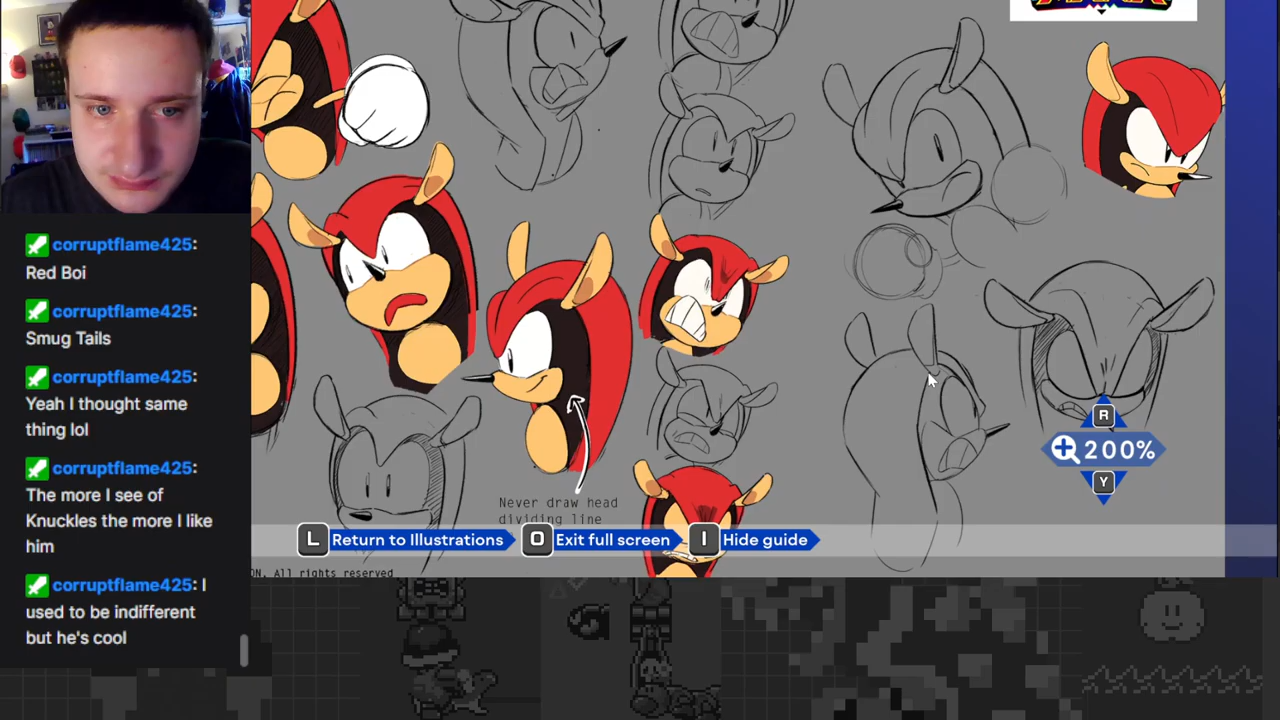 corruptflame425:
Red Boi
corruptflame425:
Smug Tails
corruptflame425:
Yeah I thought same
thing lol
corruptflame425:
The more I see of
Knuckles the more I like
him
corruptflame425: I
used to be indifferent
but he's cool
Never draw head
dividing line
R
200%
Y
L Return to Illustrations O Exit full screen I Hide guide
All rights reserved